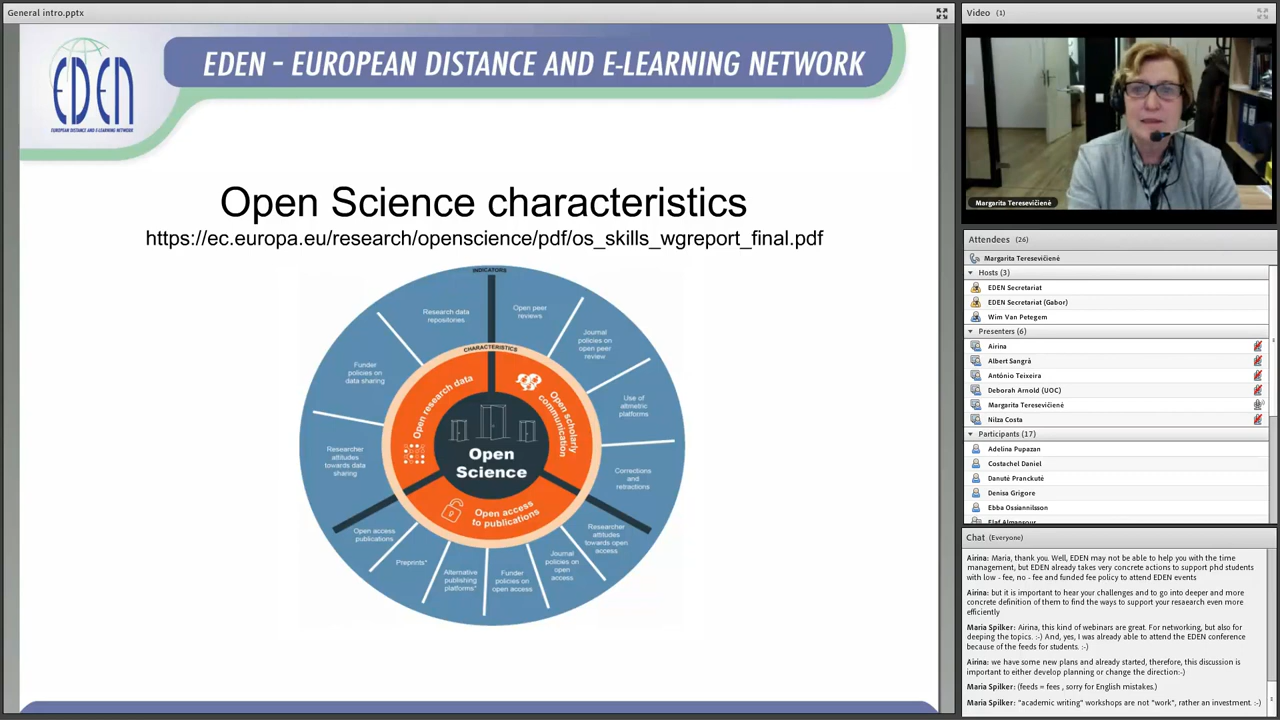 General intro.pptx
EDEN
EUROPEAN DISTANCE AND E-LEARNING NETWORK
EDEN - EUROPEAN DISTANCE AND E-LEARNING NETWORK
Open Science characteristics
https://ec.europa.eu/research/openscience/pdf/os_skills_wgreport_final.pdf
INDICATORS
Research data
repositories
Open peer
reviews
Journal
policies on
open peer
review
Funder
policies on
data sharing
CHARACTERISTICS
Open research data
Open scholarly
communication
Use of
altmetric
platforms
Researcher
attitudes
towards data
sharing
Open
Science
Corrections
and
retractions
Open access
to publications
Open access
publications
Researcher
attitudes
towards open
access
Preprints*
Alternative
publishing
platforms*
Funder
policies on
open access
Journal
policies on
open
access
Video (1)
Margarita Teresevičienė
Attendees (26)
Margarita Teresevičienė
Hosts (3)
EDEN Secretariat
EDEN Secretariat (Gabor)
Wim Van Petegem
Presenters (6)
Airina
Albert Sangrà
António Teixeira
Deborah Arnold (UOC)
Margarita Teresevičienė
Nilza Costa
Participants (17)
Adelina Pupazan
Costachel Daniel
Danutė Pranckutė
Denisa Grigore
Ebba Ossiannilsson
Elaf Almansour
Chat (Everyone)
Airina: Maria, thank you. Well, EDEN may not be able to help you with the time
management, but EDEN already takes very concrete actions to support phd students
with low - fee, no - fee and funded fee policy to attend EDEN events
Airina: but it is important to hear your challenges and to go into deeper and more
concrete definition of them to find the ways to support your resaearch even more
efficiently
Maria Spilker: Airina, this kind of webinars are great. For networking, but also for
deeping the topics. :-) And, yes, I was already able to attend the EDEN conference
because of the feeds for students. :-)
Airina: we have some new plans and already started, therefore, this discussion is
important to either develop planning or change the direction:-)
Maria Spilker: (feeds = fees , sorry for English mistakes.)
Maria Spilker: "academic writing" workshops are not "work", rather an investment. :-)